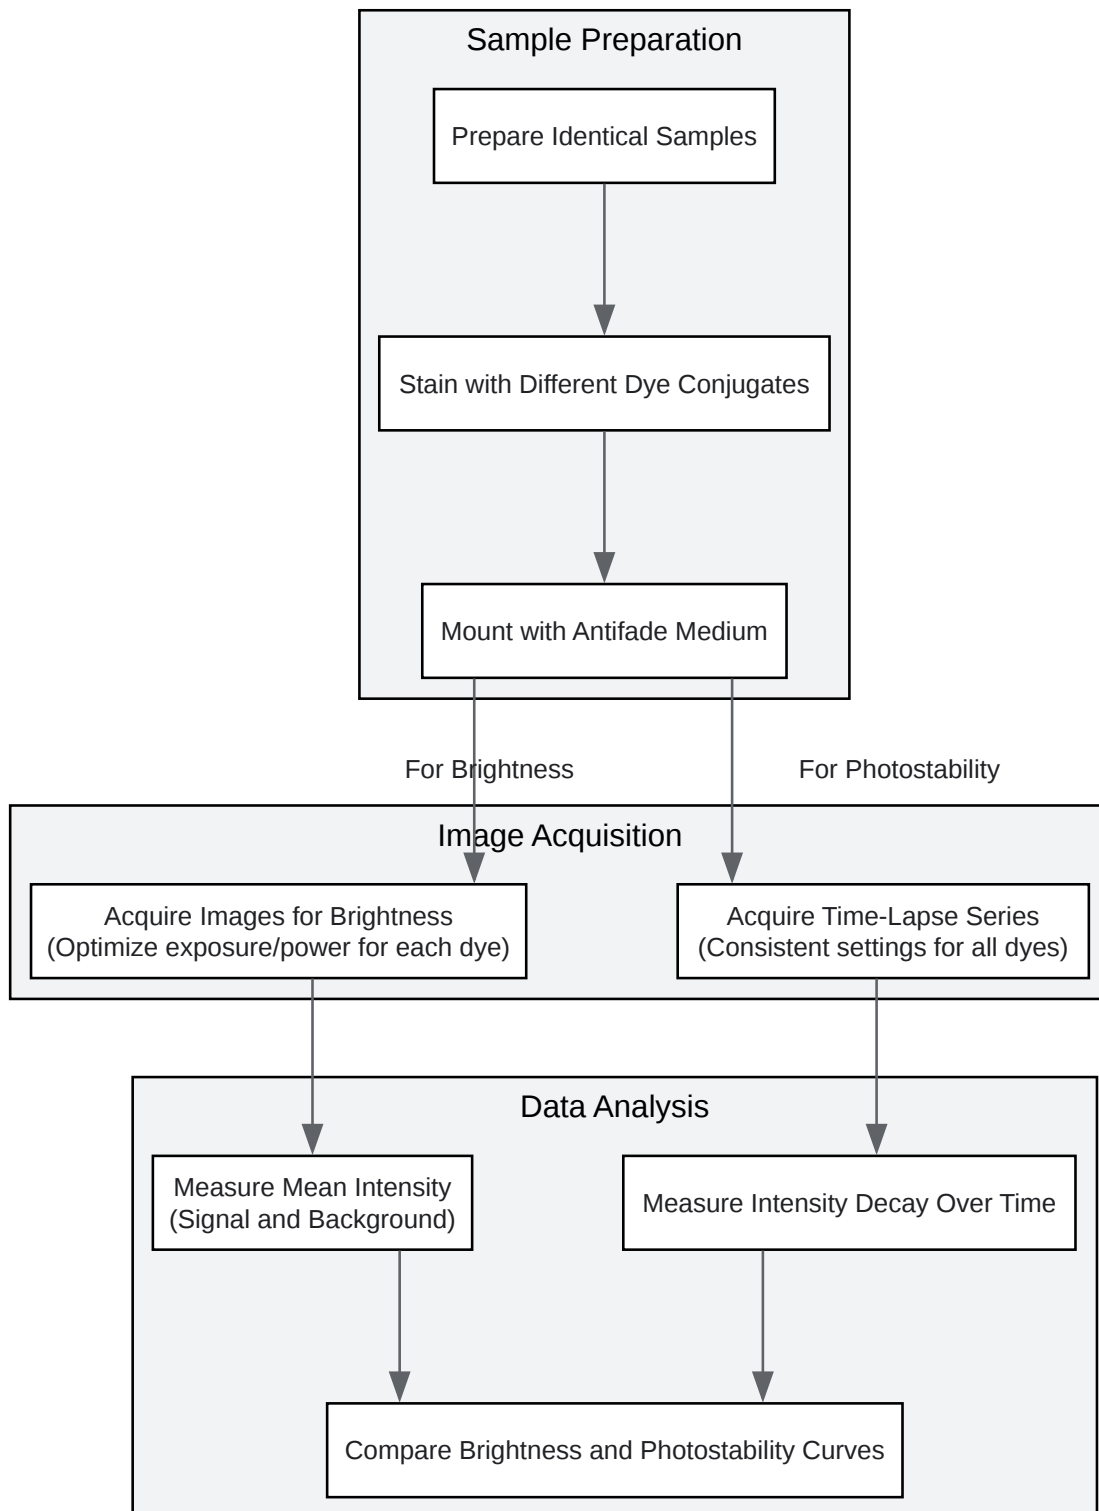 Sample Preparation
Prepare Identical Samples
Stain with Different Dye Conjugates
Mount with Antifade Medium
For Brightness
For Photostability
Image Acquisition
Acquire Images for Brightness
(Optimize exposure/power for each dye)
Acquire Time-Lapse Series
(Consistent settings for all dyes)
Data Analysis
Measure Mean Intensity
(Signal and Background)
Measure Intensity Decay Over Time
Compare Brightness and Photostability Curves